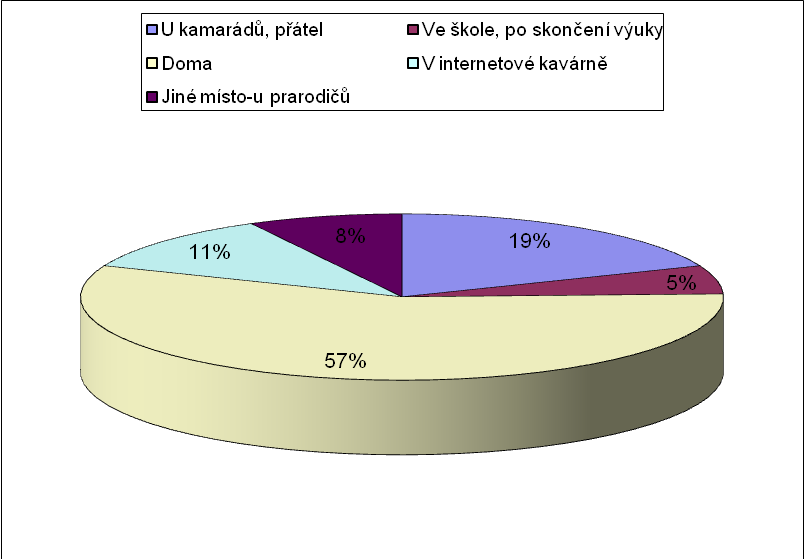 U kamarádů, přátel Ve škole, po skončení výuky
Doma V internetové kavárně
Jiné místo-u prarodičů
8%
19%
11%
5%
57%